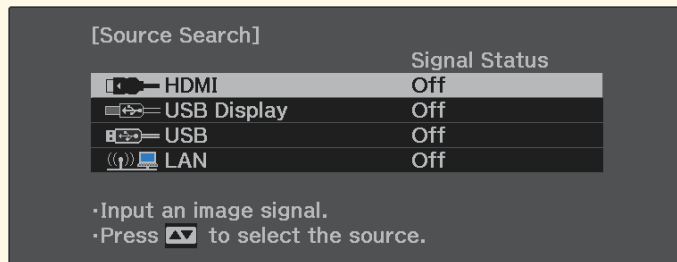 [Source Search]
Signal Status
HDMI Off
USB Display Off
USB Off
LAN Off
·Input an image signal.
·Press ▲▼ to select the source.